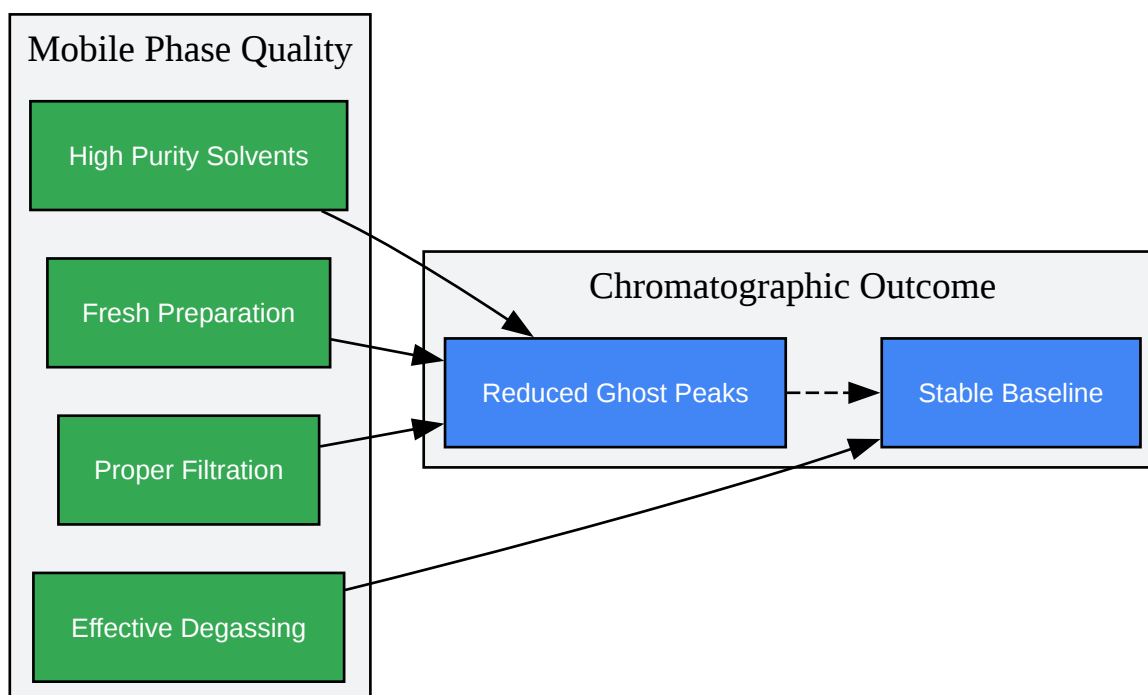 Mobile Phase Quality
High Purity Solvents
Fresh Preparation
Proper Filtration
Effective Degassing
Chromatographic Outcome
Reduced Ghost Peaks
Stable Baseline